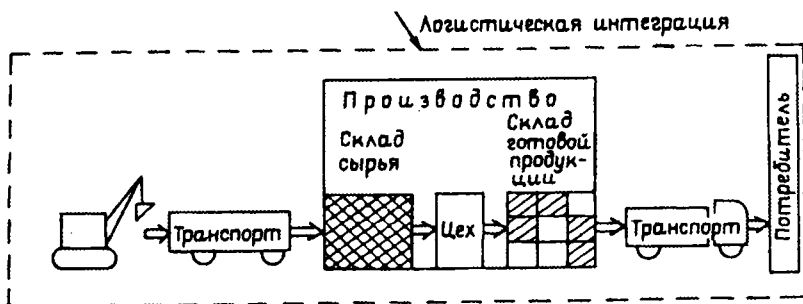 Логистическая интеграция
Производство
Склад
сырья
Склад
готовой
продук-
ции
Транспорт
Цех
Транспорт
Потребитель